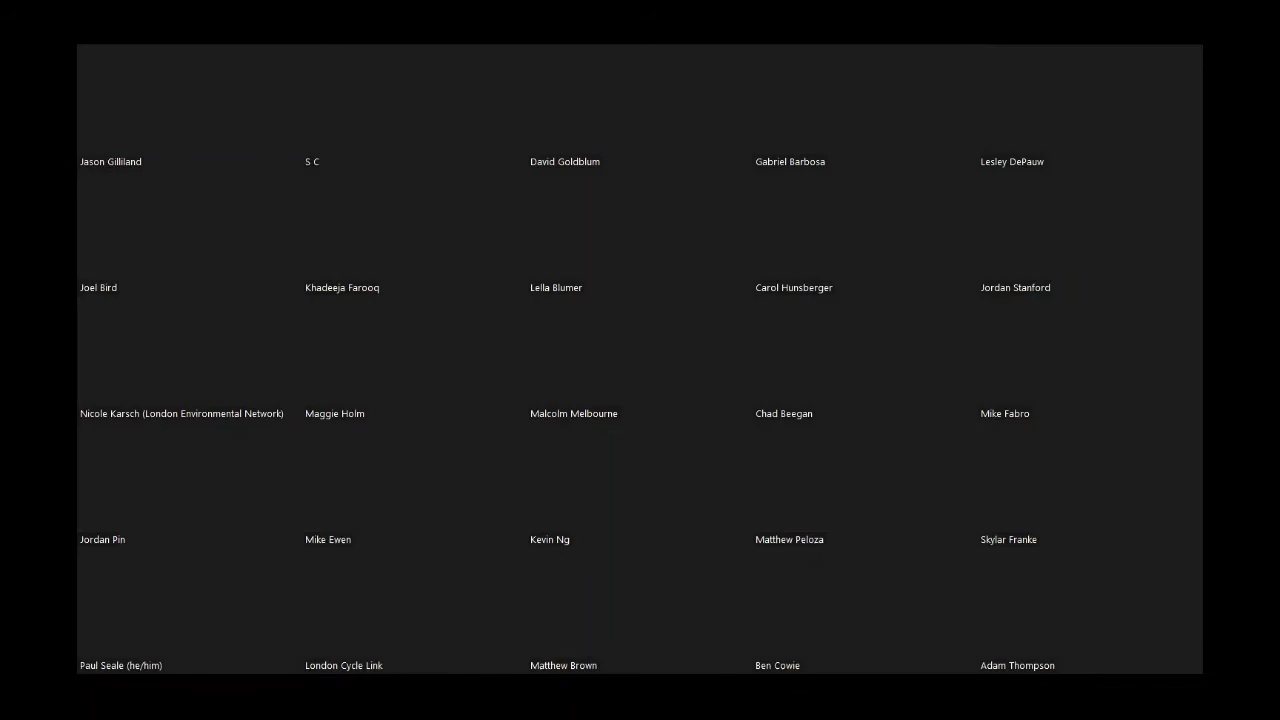 Jason Gilliland
S C
David Goldblum
Gabriel Barbosa
Lesley DePauw
Joel Bird
Khadeeja Farooq
Lella Blumer
Carol Hunsberger
Jordan Stanford
Nicole Karsch (London Environmental Network)
Maggie Holm
Malcolm Melbourne
Chad Beegan
Mike Fabro
Jordan Pin
Mike Ewen
Kevin Ng
Matthew Peloza
Skylar Franke
Paul Seale (he/him)
London Cycle Link
Matthew Brown
Ben Cowie
Adam Thompson